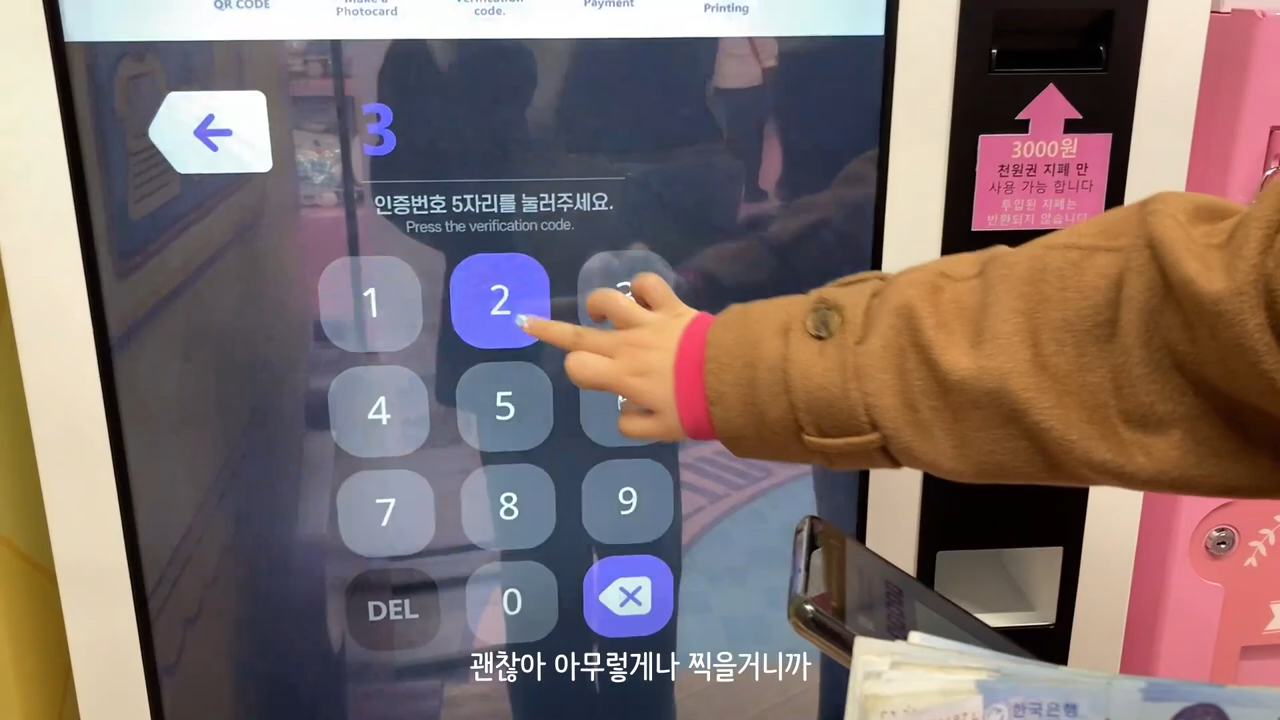 QR CODE
Make a
Photocard
verification
code.
Payment
Printing
3
인증번호 5자리를 눌러주세요.
Press the verification code.
1
2
3
4
5
7
8
9
DEL
0
3000원
천원권 지폐 만
사용 가능 합니다
투입된 지폐는
반환되지 않습니다
한국은행
괜찮아 아무렇게나 찍을거니까